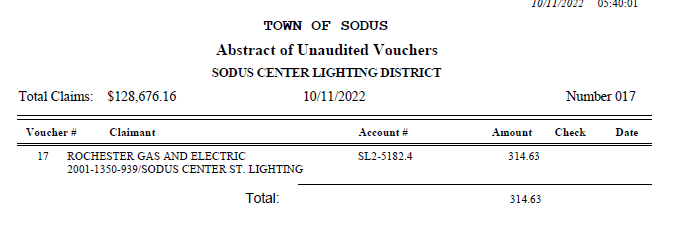 10/11/2022 05:40:01
TOWN OF SODUS
Abstract of Unaudited Vouchers
SODUS CENTER LIGHTING DISTRICT
Total Claims: $128,676.16 10/11/2022 Number 017
Voucher # Claimant Account # Amount Check Date
17 ROCHESTER GAS AND ELECTRIC SL2-5182.4 314.63
2001-1350-939/SODUS CENTER ST. LIGHTING
Total: 314.63